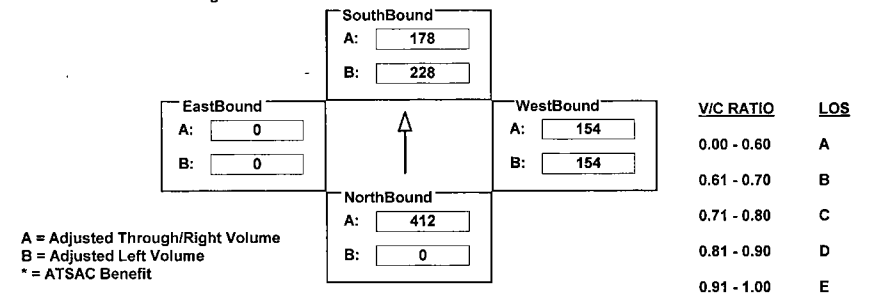 SouthBound
A: 178
B: 228
EastBound
A: 0
B: 0
WestBound
A: 154
B: 154
NorthBound
A: 412
B: 0
A = Adjusted Through/Right Volume
B = Adjusted Left Volume
* = ATSAC Benefit
V/C RATIO LOS
0.00 - 0.60 A
0.61 - 0.70 B
0.71 - 0.80 C
0.81 - 0.90 D
0.91 - 1.00 E